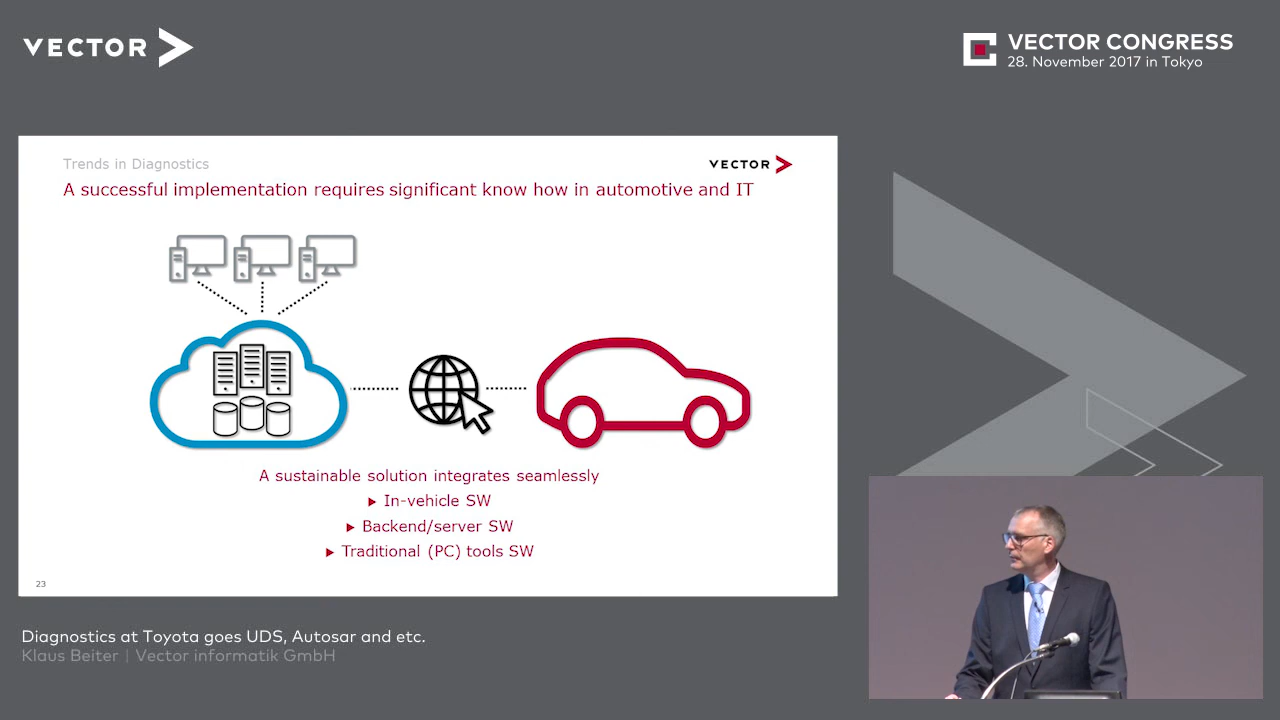 VECTOR
VECTOR CONGRESS
28. November 2017 in Tokyo
Trends in Diagnostics
VECTOR
A successful implementation requires significant know how in automotive and IT
A sustainable solution integrates seamlessly
► In-vehicle SW
► Backend/server SW
► Traditional (PC) tools SW
23
Diagnostics at Toyota goes UDS, Autosar and etc.
Klaus Beiter | Vector informatik GmbH